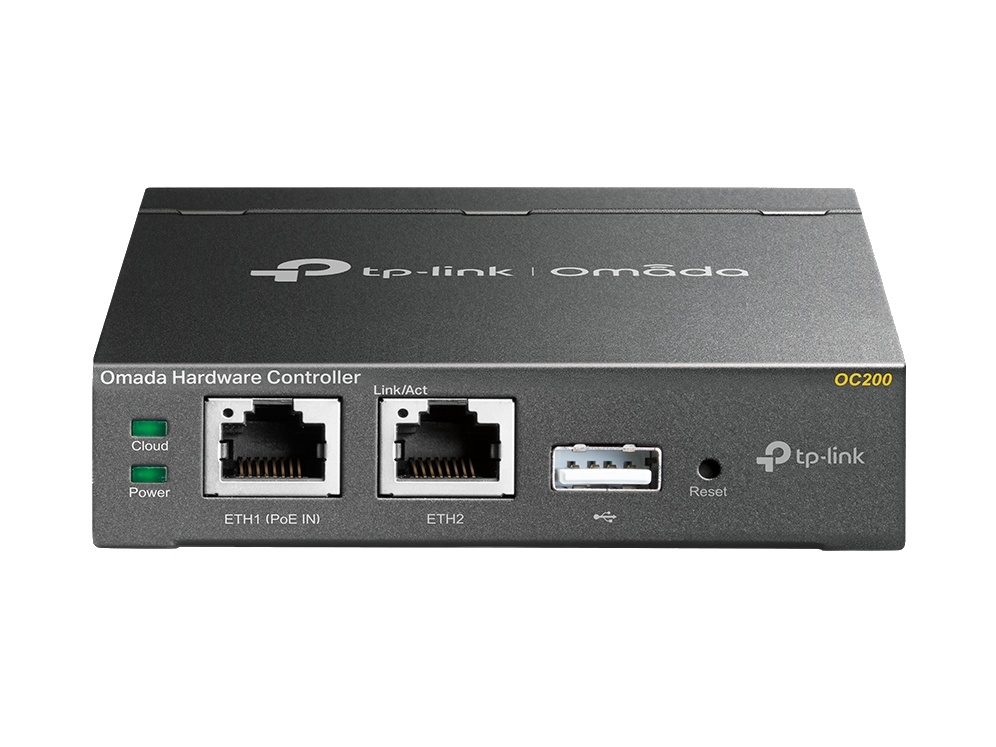 tp-link | Omada
Omada Hardware Controller
OC200
Link/Act
Cloud
Power
ETH1 (PoE IN)
ETH2
Reset
tp-link